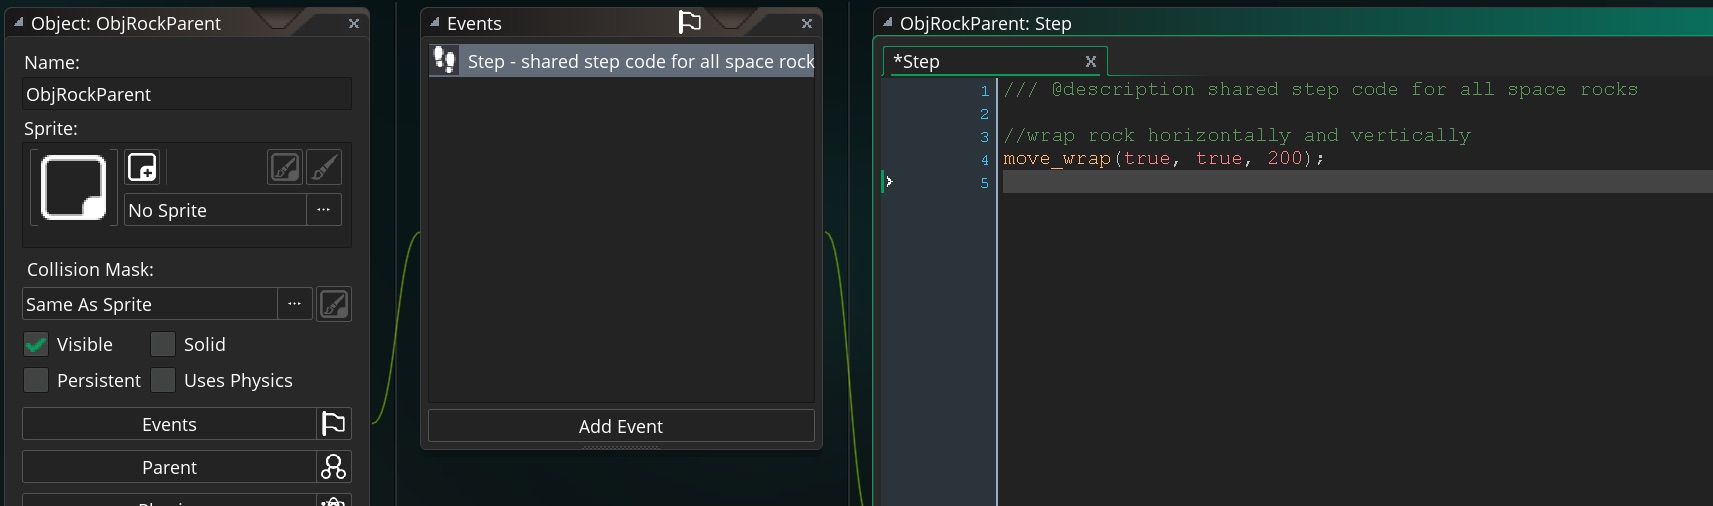 Object: ObjRockParent
Name:
ObjRockParent
Sprite:
No Sprite
...
Collision Mask:
Same As Sprite
...
Visible
Solid
Persistent
Uses Physics
Events
Parent
Events
Step - shared step code for all space rock
Add Event
ObjRockParent: Step
*Step
X
1 /// @description shared step code for all space rocks
2
3 //wrap rock horizontally and vertically
4 move_wrap(true, true, 200);
5